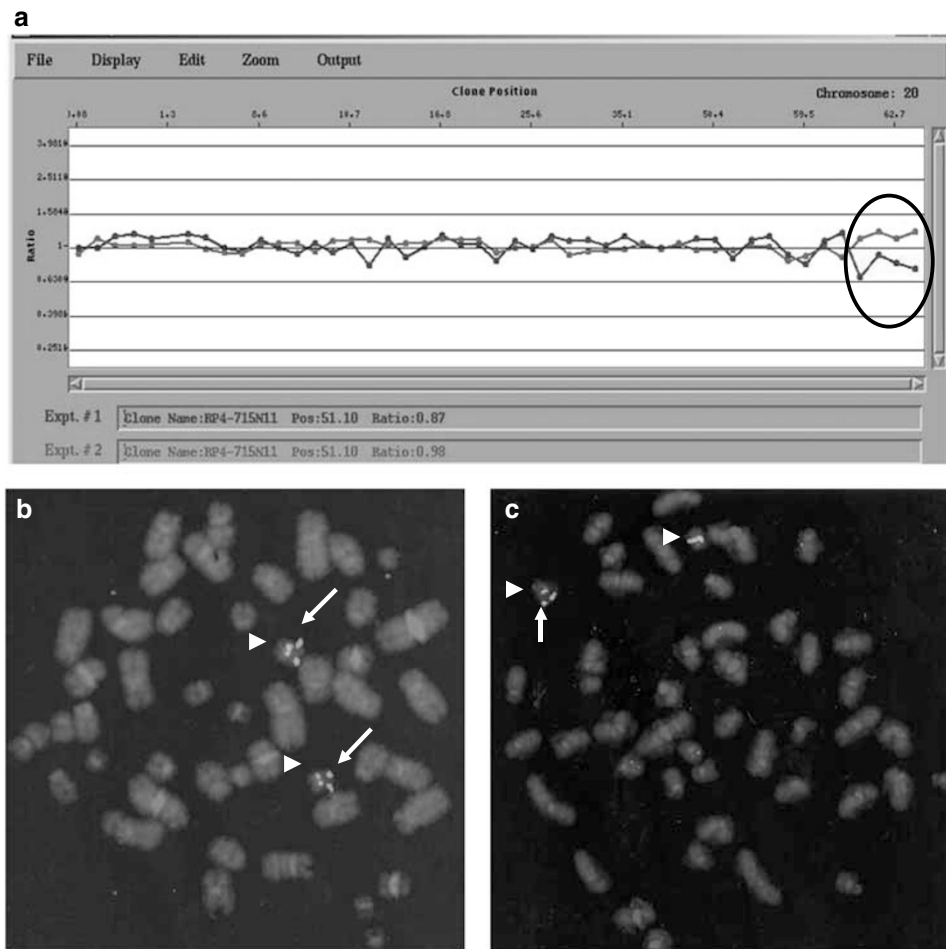 a
File Display Edit Zoom Output
Clone Position
Chromosome: 20
1.3 8.6 10.7 16.8 25.6 35.1 50.4 59.5 62.7
Ratio
1
Expt. #1 Clone Name:RP4-715N11 Pos:51.10 Ratio:0.87
Expt. #2 Clone Name:RP4-715N11 Pos:51.10 Ratio:0.98
b
c